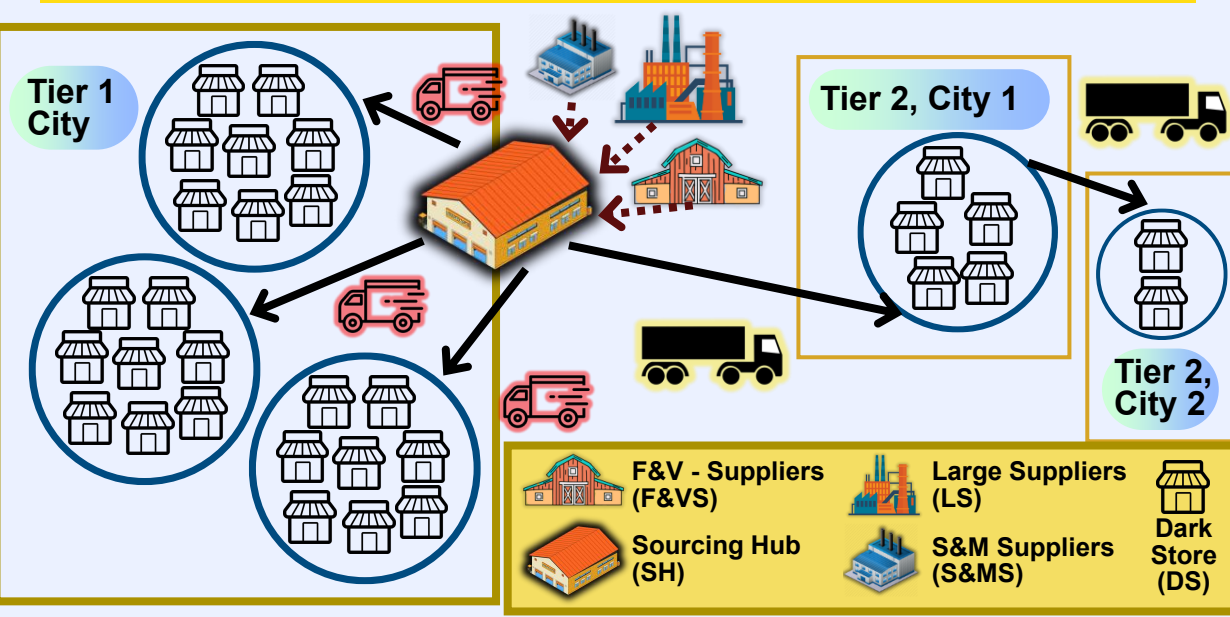 Tier 1
City
Tier 2, City 1
Tier 2,
City 2
F&V - Suppliers
(F&VS)
Large Suppliers
(LS)
Dark
Store
(DS)
Sourcing Hub
(SH)
S&M Suppliers
(S&MS)